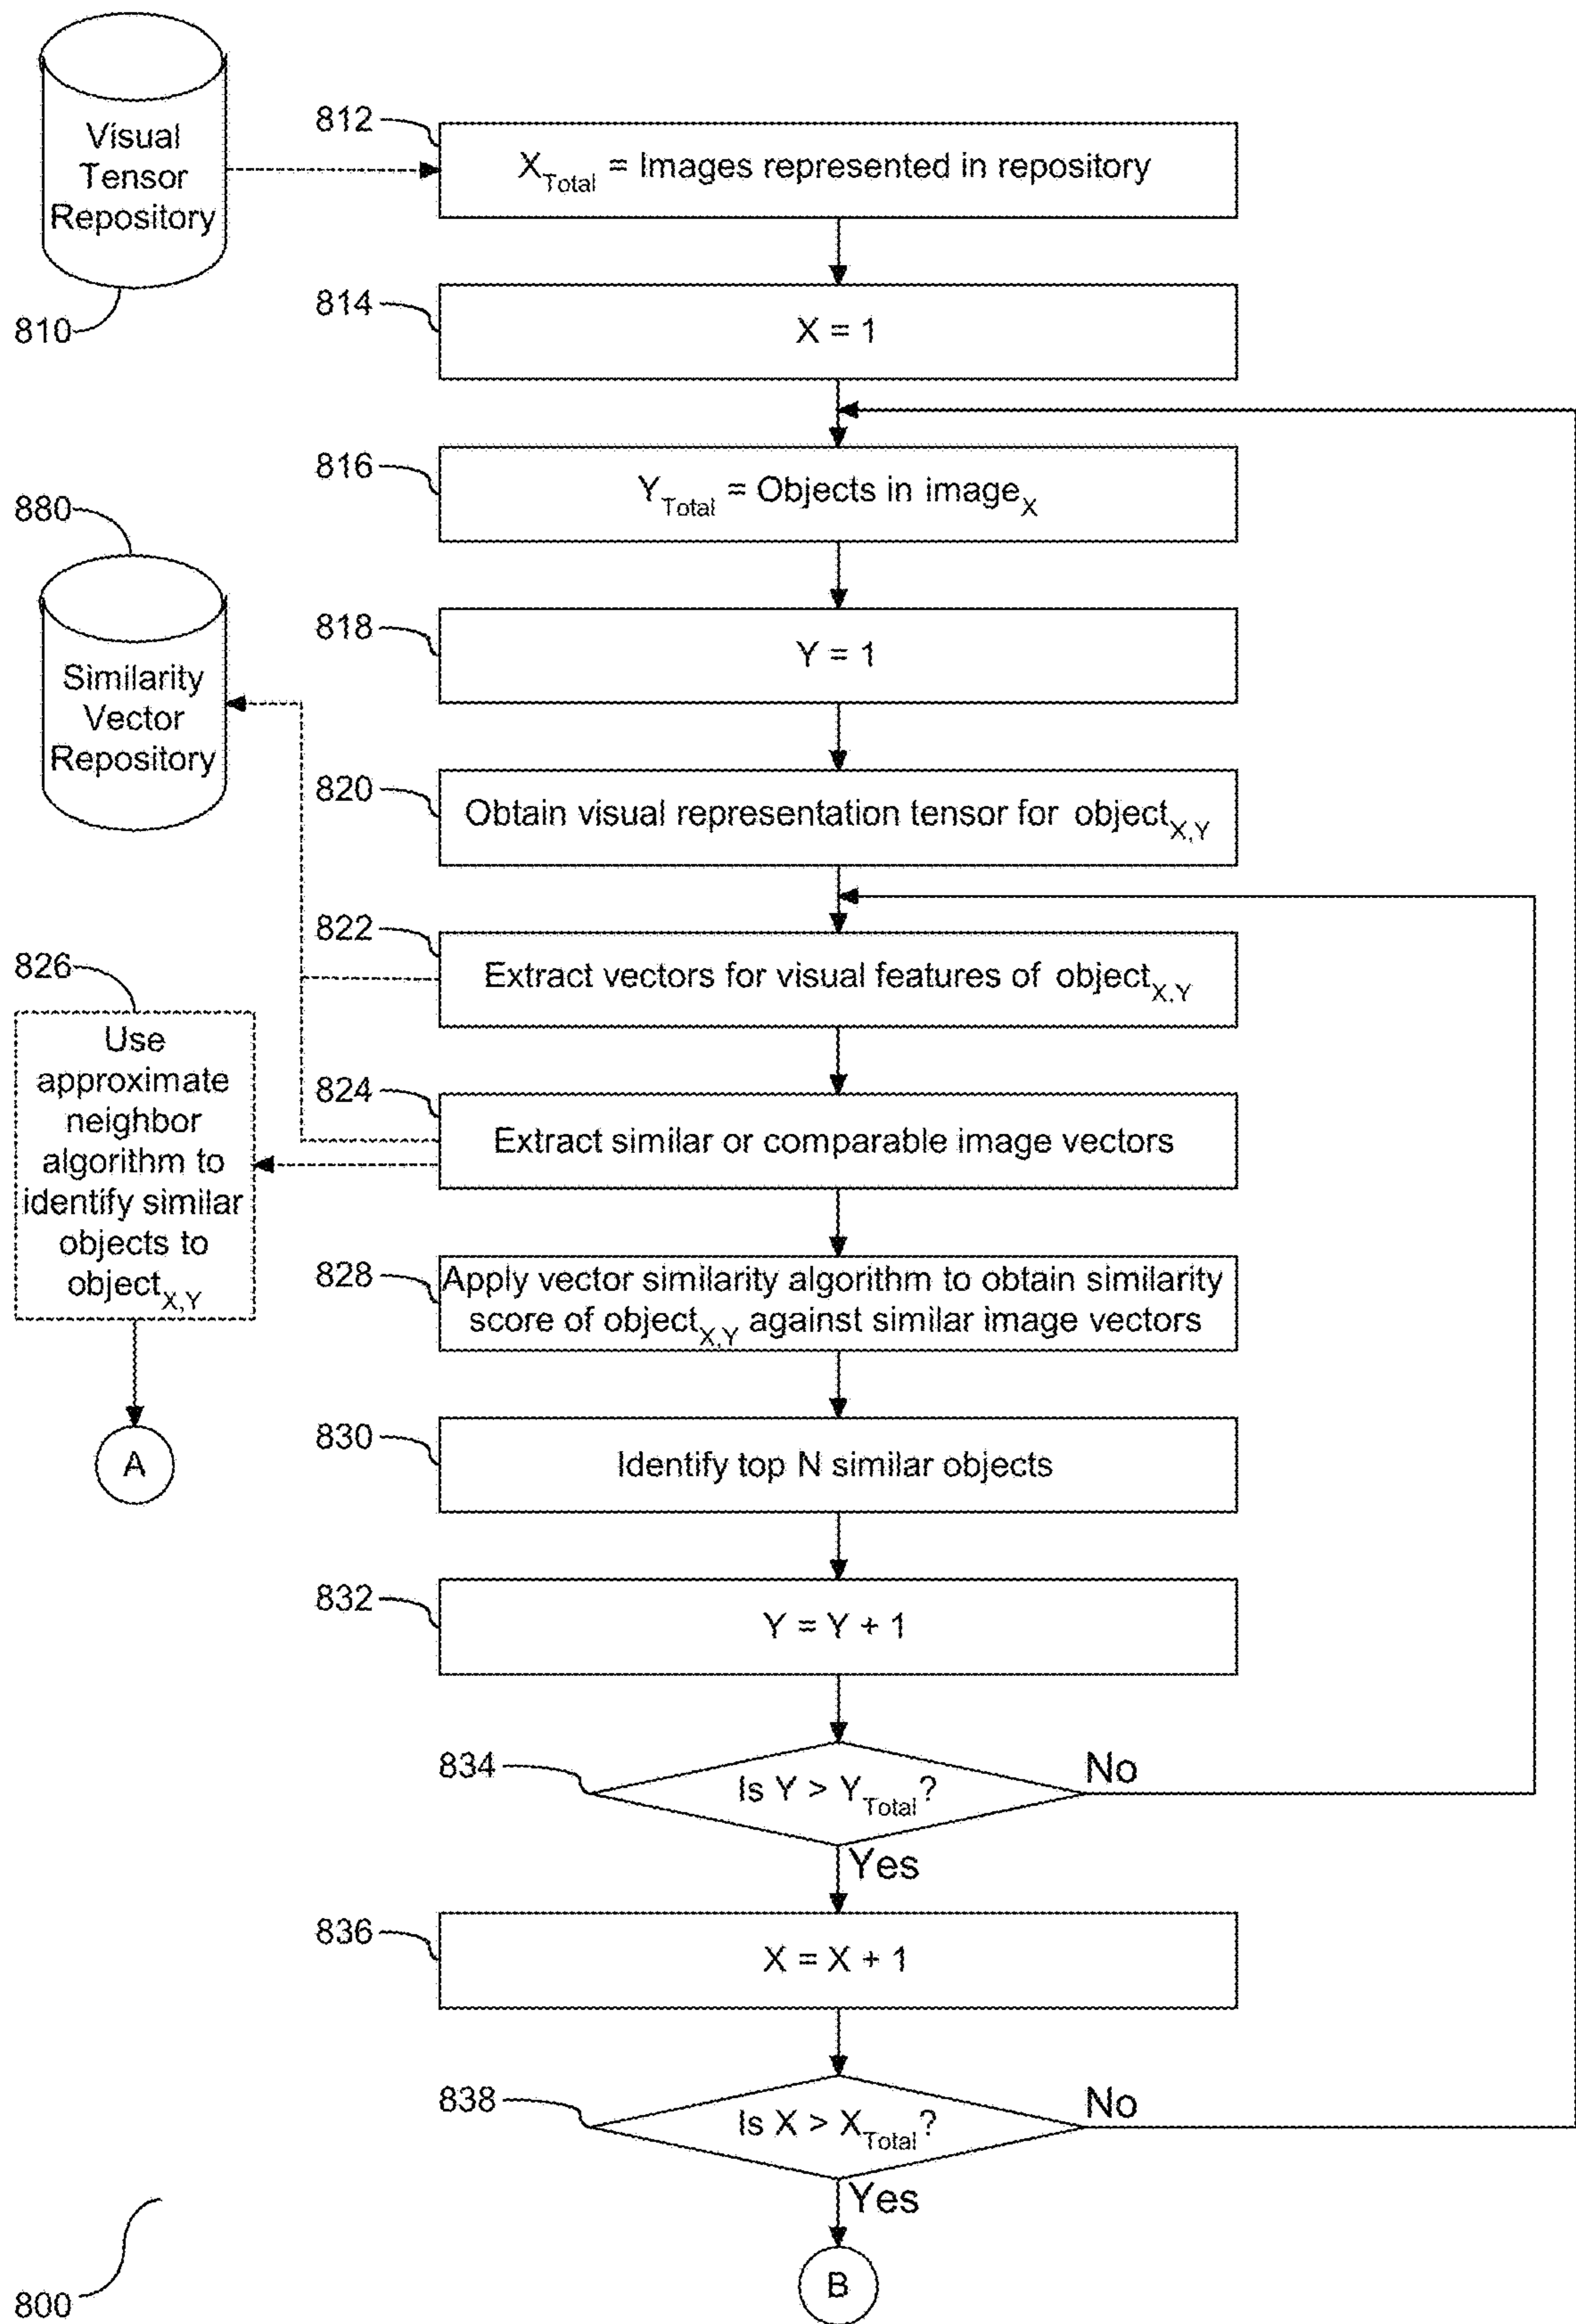 Visual
Tensor
Repository
810
812
X_Total = Images represented in repository
814
X = 1
816
Y_Total = Objects in image_X
880
Similarity
Vector
Repository
818
Y = 1
820
Obtain visual representation tensor for object_X,Y
822
Extract vectors for visual features of object_X,Y
826
Use
approximate
neighbor
algorithm to
identify similar
objects to
object_X,Y
A
824
Extract similar or comparable image vectors
828
Apply vector similarity algorithm to obtain similarity
score of object_X,Y against similar image vectors
830
Identify top N similar objects
832
Y = Y + 1
834
Is Y > Y_Total?
No
Yes
836
X = X + 1
838
Is X > X_Total?
No
Yes
B
800